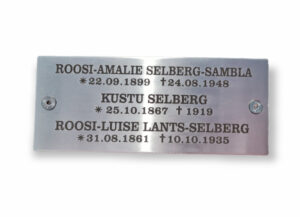 ROOSI-AMALIE SELBERG-SAMBLA
*22.09.1899 †24.08.1948
KUSTU SELBERG
*25.10.1867 †1919
ROOSI-LUISE LANTS-SELBERG
*31.08.1861 †10.10.1935